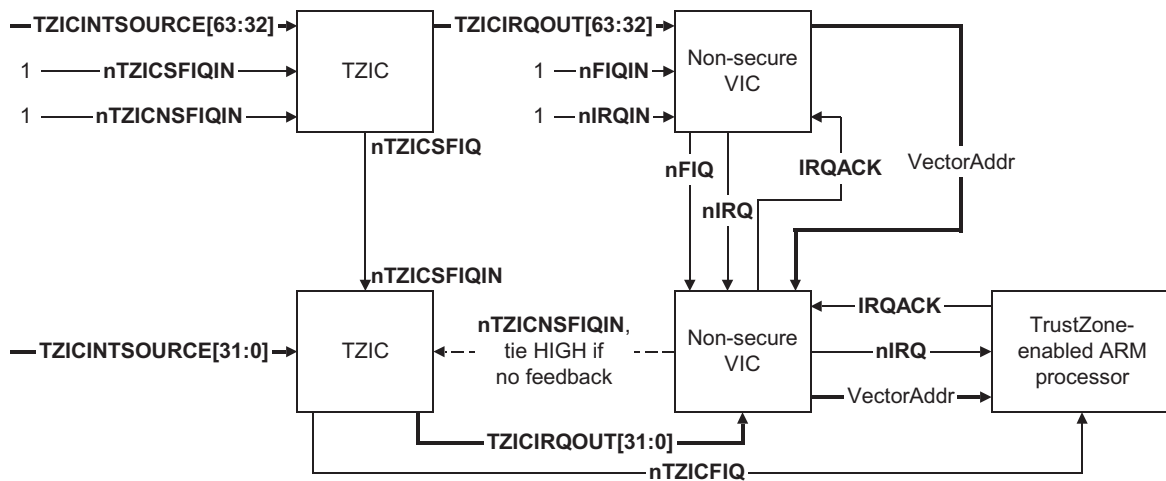 TZICINTSOURCE[63:32]
TZICIRQOUT[63:32]
1
nTZICSFIQIN
TZIC
1
nFIQIN
Non-secure
VIC
1
nTZICNSFIQIN
1
nIRQIN
nTZICSFIQ
nFIQ
IRQACK
VectorAddr
nIRQ
nTZICSFIQIN
TZICINTSOURCE[31:0]
TZIC
nTZICNSFIQIN,
tie HIGH if
no feedback
Non-secure
VIC
IRQACK
nIRQ
VectorAddr
TrustZone-
enabled ARM
processor
TZICIRQOUT[31:0]
nTZICFIQ